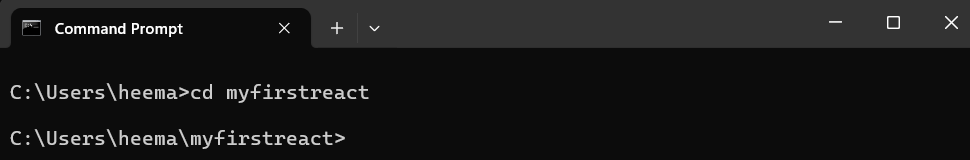 Command Prompt
C:\Users\heema>cd myfirstreact
C:\Users\heema\myfirstreact>